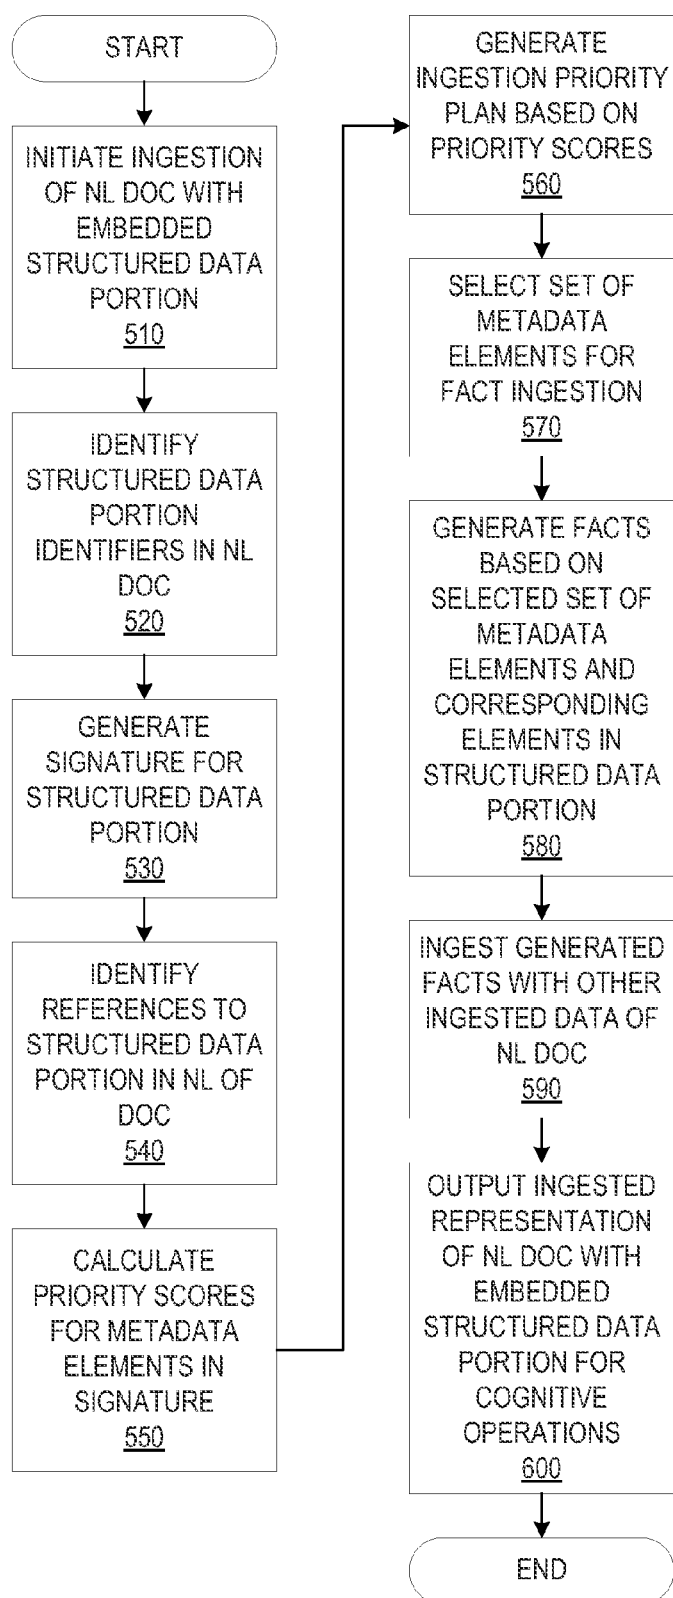 START
INITIATE INGESTION
OF NL DOC WITH
EMBEDDED
STRUCTURED DATA
PORTION
510
IDENTIFY
STRUCTURED DATA
PORTION
IDENTIFIERS IN NL
DOC
520
GENERATE
SIGNATURE FOR
STRUCTURED DATA
PORTION
530
IDENTIFY
REFERENCES TO
STRUCTURED DATA
PORTION IN NL OF
DOC
540
CALCULATE
PRIORITY SCORES
FOR METADATA
ELEMENTS IN
SIGNATURE
550
GENERATE
INGESTION PRIORITY
PLAN BASED ON
PRIORITY SCORES
560
SELECT SET OF
METADATA
ELEMENTS FOR
FACT INGESTION
570
GENERATE FACTS
BASED ON
SELECTED SET OF
METADATA
ELEMENTS AND
CORRESPONDING
ELEMENTS IN
STRUCTURED DATA
PORTION
580
INGEST GENERATED
FACTS WITH OTHER
INGESTED DATA OF
NL DOC
590
OUTPUT INGESTED
REPRESENTATION
OF NL DOC WITH
EMBEDDED
STRUCTURED DATA
PORTION FOR
COGNITIVE
OPERATIONS
600
END